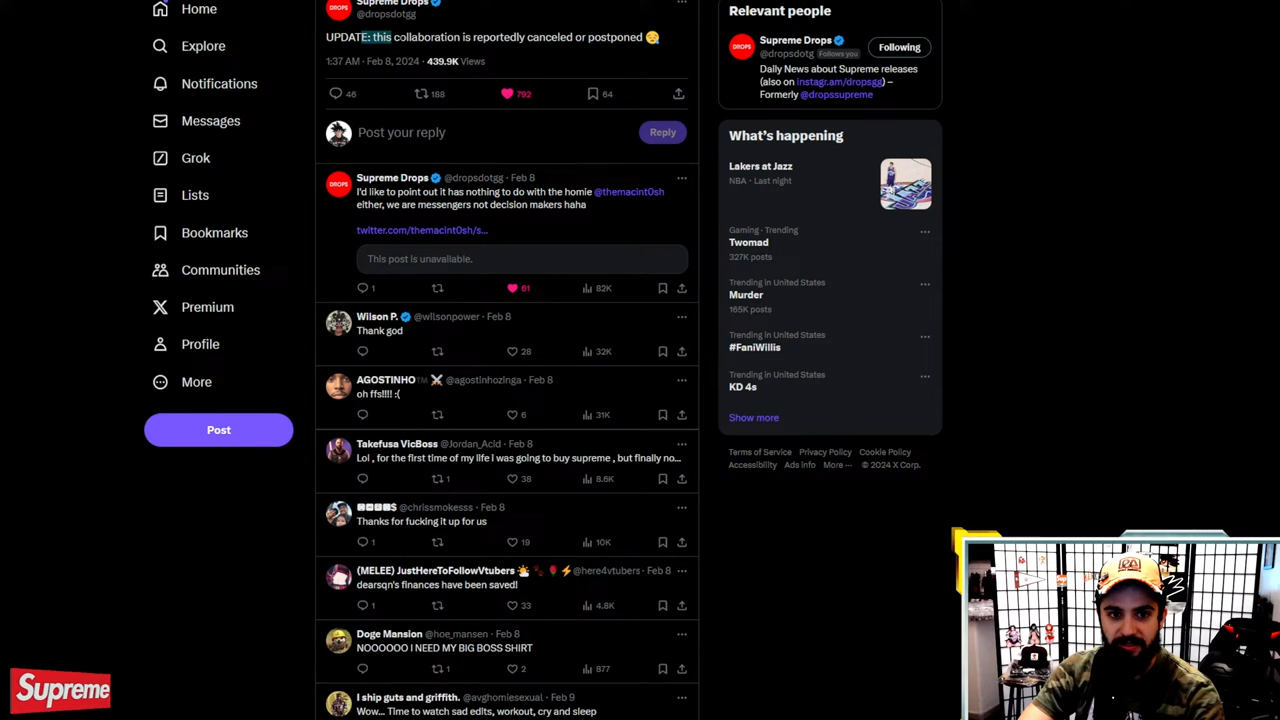 Home
Explore
Notifications
Messages
Grok
Lists
Bookmarks
Communities
Premium
Profile
More
Post
Supreme Drops
@dropsdotgg
UPDATE: this collaboration is reportedly canceled or postponed
1:37 AM · Feb 8, 2024 · 439.9K Views
46 188 792 64
Post your reply
Reply
Supreme Drops @dropsdotgg · Feb 8
I'd like to point out it has nothing to do with the homie @themacint0sh
either, we are messengers not decision makers haha
twitter.com/themacint0sh/s...
This post is unavailable.
1 61 82K
Wilson P. @wilsonpower · Feb 8
Thank god
28 32K
AGOSTINHO™ @agostinhozinga · Feb 8
oh ffs!!!! :(
6 31K
Takefusa VicBoss @Jordan_Acid · Feb 8
Lol , for the first time of my life i was going to buy supreme , but finally no...
1 38 8.6K
@chrissmokesss · Feb 8
Thanks for fucking it up for us
1 19 10K
(MELEE) JustHereToFollowVtubers @here4vtubers · Feb 8
dearsqn's finances have been saved!
1 33 4.8K
Doge Mansion @hoe_mansen · Feb 8
NOOOOOO I NEED MY BIG BOSS SHIRT
1 2 877
I ship guts and griffith. @avghomiesexual · Feb 9
Wow... Time to watch sad edits, workout, cry and sleep
Relevant people
Supreme Drops
@dropsdotg Follows you
Following
Daily News about Supreme releases
(also on instagr.am/dropsgg) –
Formerly @dropssupreme
What's happening
Lakers at Jazz
NBA · Last night
Gaming · Trending
Twomad
327K posts
Trending in United States
Murder
165K posts
Trending in United States
#FaniWillis
Trending in United States
KD 4s
Show more
Terms of Service Privacy Policy Cookie Policy
Accessibility Ads info More ··· © 2024 X Corp.
Supreme
DROPS